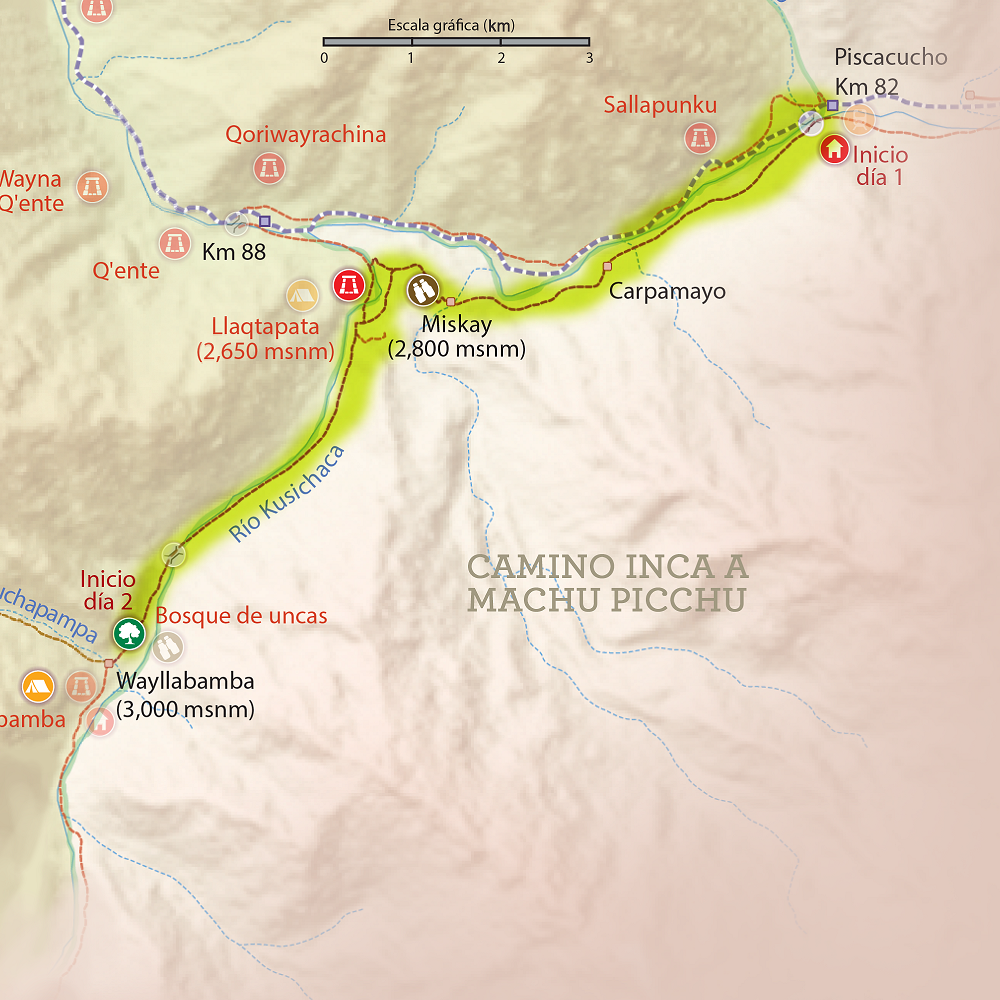 Escala gráfica (km)
0 1 2 3
Piscacucho
Km 82
Sallapunku
Inicio
día 1
Qoriwayrachina
Wayna
Q'ente
Km 88
Q'ente
Llaqtapata
(2,650 msnm)
Miskay
(2,800 msnm)
Carpamayo
Río Kusichaca
CAMINO INCA A
MACHU PICCHU
Inicio
día 2
uchapampa
Bosque de uncas
Wayllabamba
(3,000 msnm)
bamba